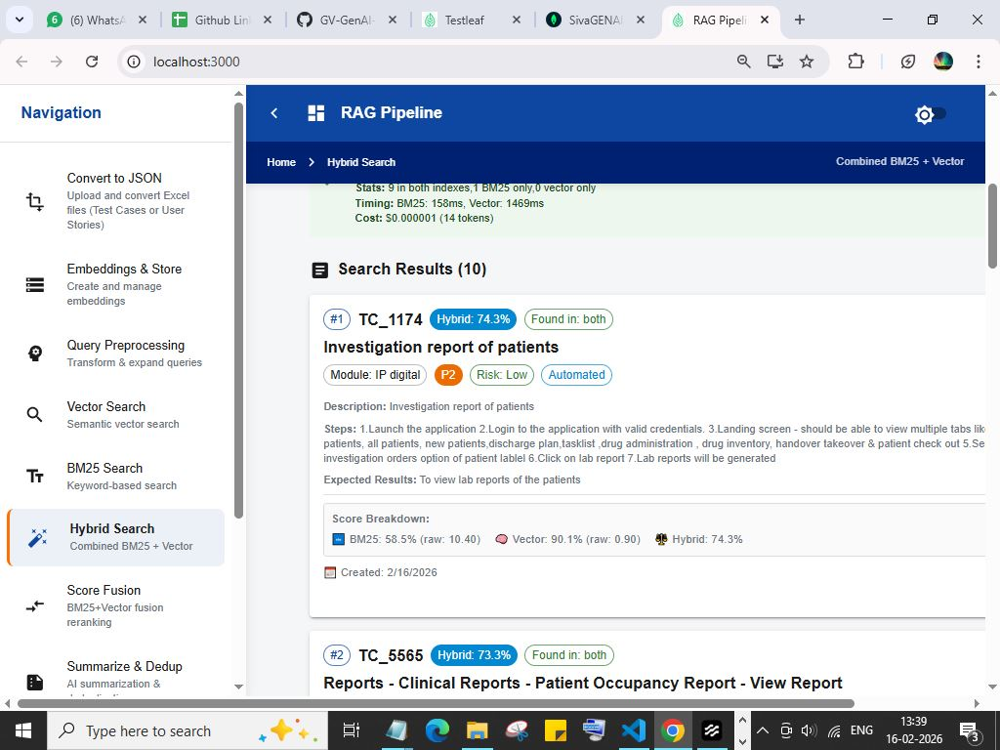 (6) WhatsA
Github Lin
GV-GenAI-
Testleaf
SivaGENAI
RAG Pipeli
localhost:3000
Navigation
Convert to JSON
Upload and convert Excel
files (Test Cases or User
Stories)
Embeddings & Store
Create and manage
embeddings
Query Preprocessing
Transform & expand queries
Vector Search
Semantic vector search
BM25 Search
Keyword-based search
Hybrid Search
Combined BM25 + Vector
Score Fusion
BM25+Vector fusion
reranking
Summarize & Dedup
AI summarization &
RAG Pipeline
Home > Hybrid Search
Combined BM25 + Vector
Stats: 9 in both indexes,1 BM25 only,0 vector only
Timing: BM25: 158ms, Vector: 1469ms
Cost: $0.000001 (14 tokens)
Search Results (10)
#1 TC_1174 Hybrid: 74.3% Found in: both
Investigation report of patients
Module: IP digital P2 Risk: Low Automated
Description: Investigation report of patients
Steps: 1.Launch the application 2.Login to the application with valid credentials. 3.Landing screen - should be able to view multiple tabs lik
patients, all patients, new patients,discharge plan,tasklist ,drug administration , drug inventory, handover takeover & patient check out 5.Se
investigation orders option of patient lablel 6.Click on lab report 7.Lab reports will be generated
Expected Results: To view lab reports of the patients
Score Breakdown:
BM25: 58.5% (raw: 10.40) Vector: 90.1% (raw: 0.90) Hybrid: 74.3%
Created: 2/16/2026
#2 TC_5565 Hybrid: 73.3% Found in: both
Reports - Clinical Reports - Patient Occupancy Report - View Report
Type here to search
ENG
13:39
16-02-2026
3